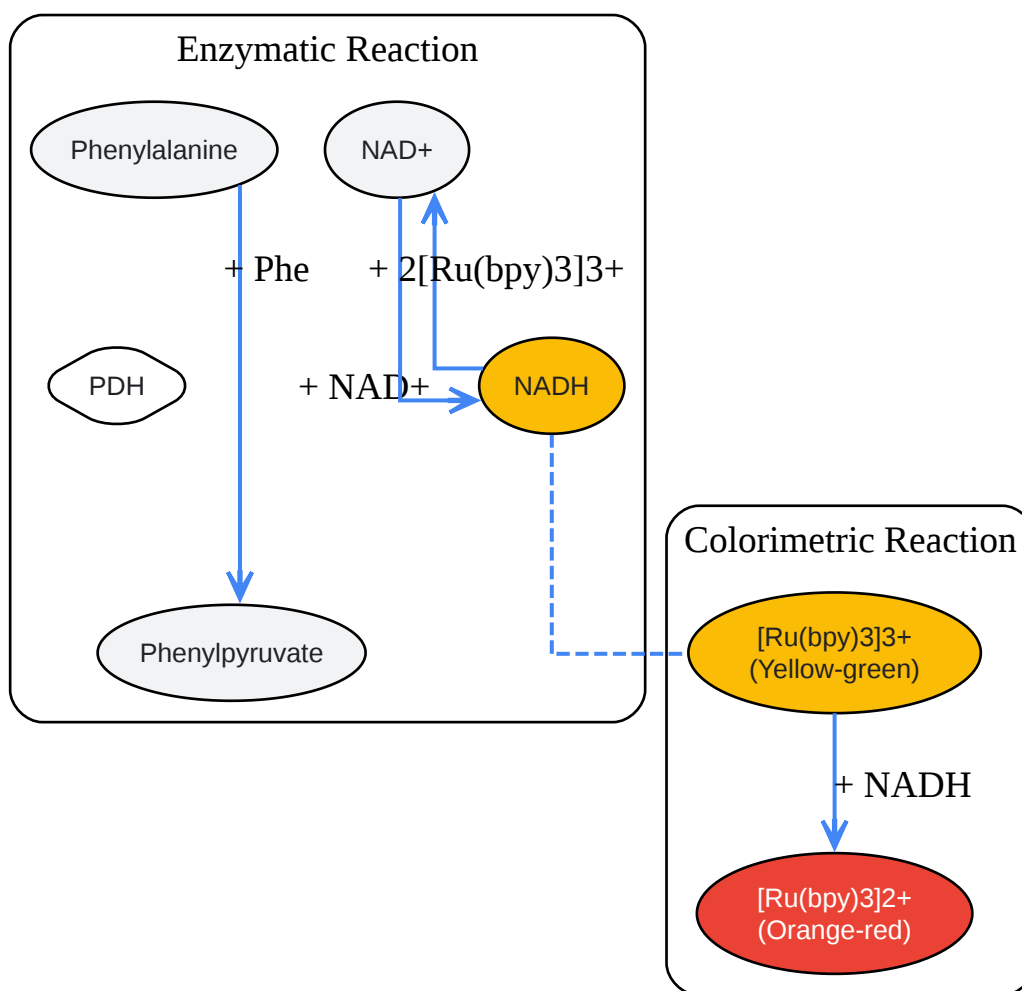 Enzymatic Reaction
Phenylalanine
NAD+
+ Phe
+ 2[Ru(bpy)3]3+
PDH
+ NAD+
NADH
Phenylpyruvate
Colorimetric Reaction
[Ru(bpy)3]3+
(Yellow-green)
+ NADH
[Ru(bpy)3]2+
(Orange-red)